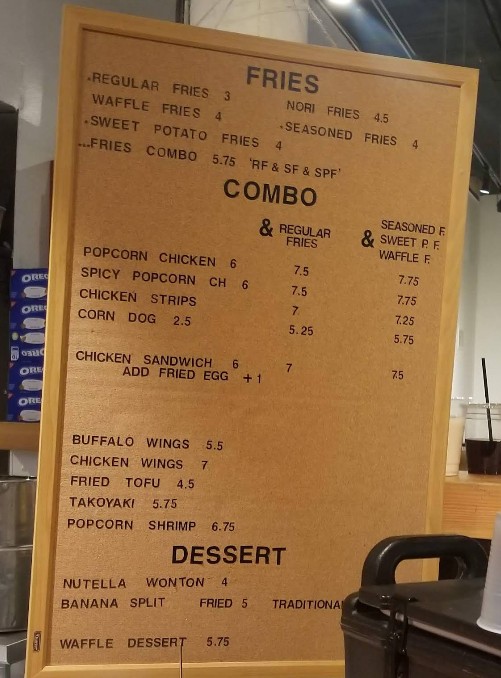 FRIES
.REGULAR FRIES 3 NORI FRIES 4.5
WAFFLE FRIES 4 .SEASONED FRIES 4
.SWEET POTATO FRIES 4
...FRIES COMBO 5.75 'RF & SF & SPF'
COMBO
& REGULAR FRIES & SEASONED F. SWEET P. F. WAFFLE F.
POPCORN CHICKEN 6 7.5 7.75
SPICY POPCORN CH 6 7.5 7.75
CHICKEN STRIPS 7 7.25
CORN DOG 2.5 5.25 5.75
CHICKEN SANDWICH 6 7 7.5
ADD FRIED EGG +1
BUFFALO WINGS 5.5
CHICKEN WINGS 7
FRIED TOFU 4.5
TAKOYAKI 5.75
POPCORN SHRIMP 6.75
DESSERT
NUTELLA WONTON 4
BANANA SPLIT FRIED 5 TRADITIONA
WAFFLE DESSERT 5.75
OREO